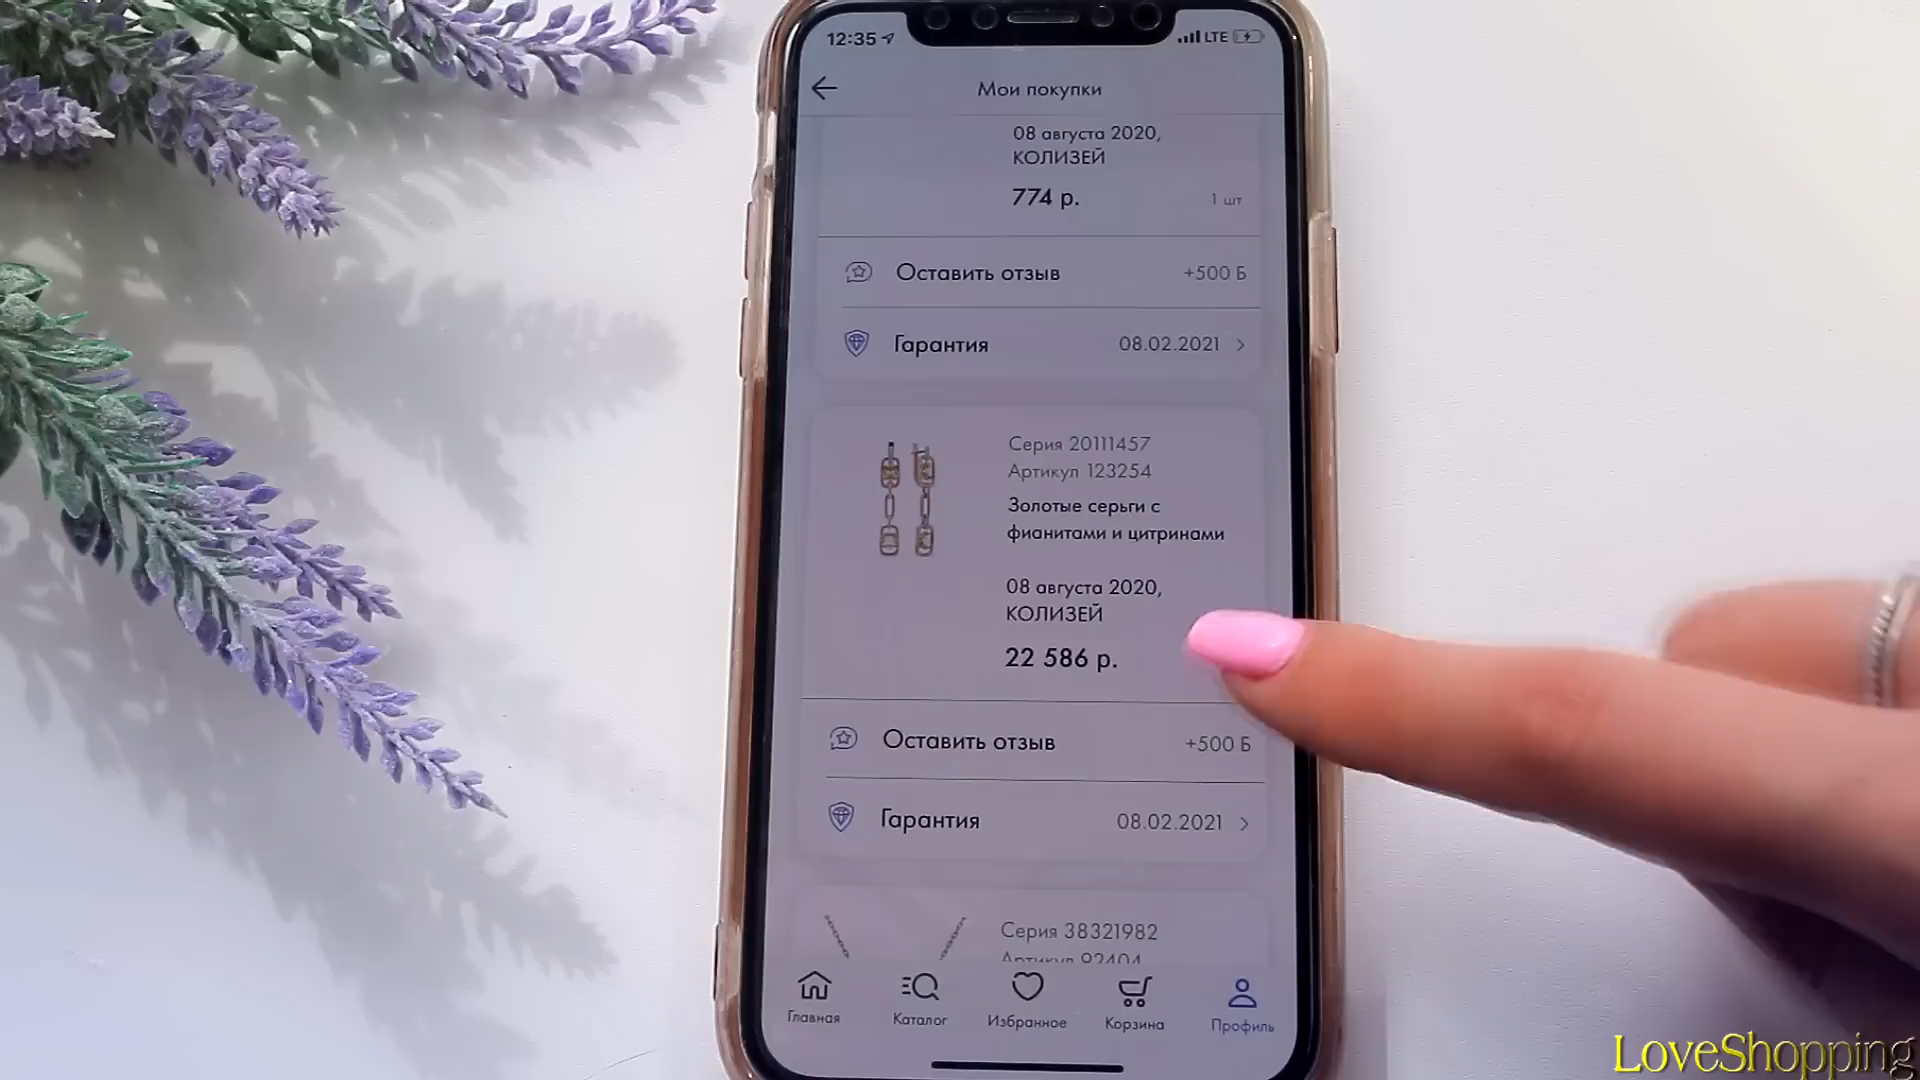 12:35
LTE
Мои покупки
08 августа 2020,
КОЛИЗЕЙ
774 р.
1 шт
Оставить отзыв
+500 Б
Гарантия
08.02.2021
Серия 20111457
Артикул 123254
Золотые серьги с
фианитами и цитринами
08 августа 2020,
КОЛИЗЕЙ
22 586 р.
Оставить отзыв
+500 Б
Гарантия
08.02.2021
Серия 38321982
Артикул 92404
Главная
Каталог
Избранное
Корзина
Профиль
LoveShopping